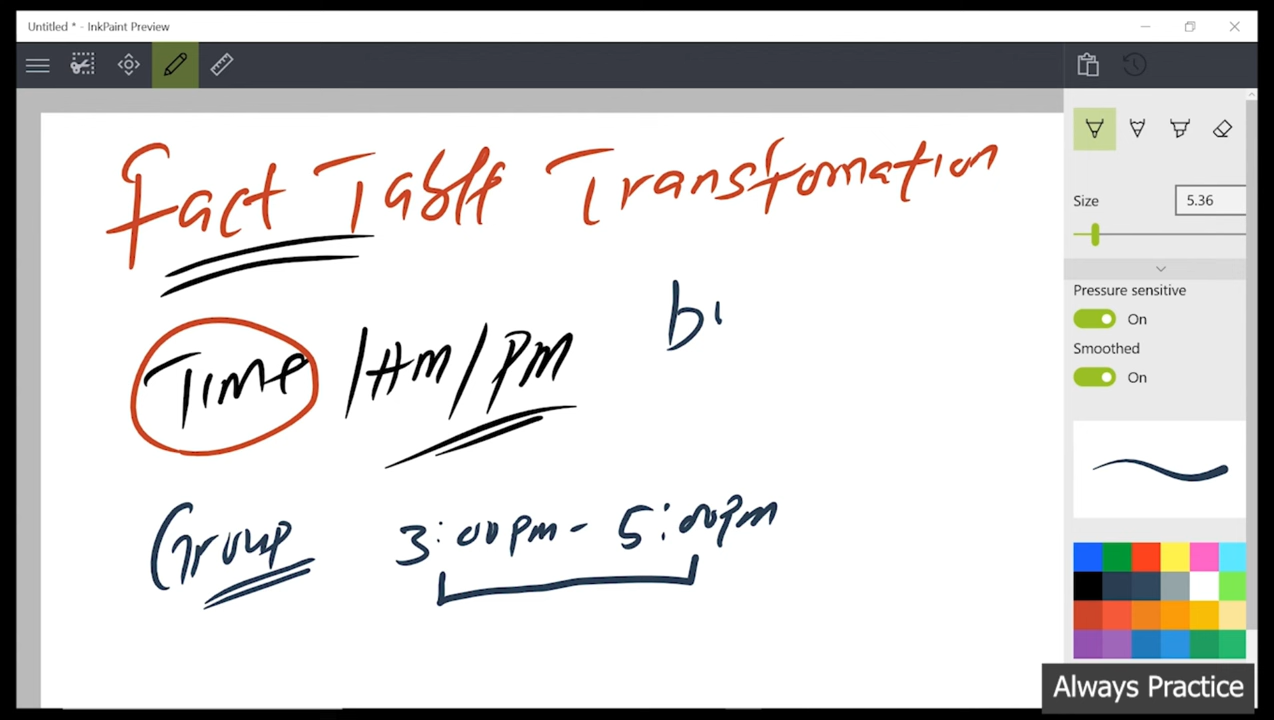 Untitled * - InkPaint Preview
Fact Table Transfomation
Size
5.36
Pressure sensitive
On
Smoothed
On
Time /Am/Pm
Group 3:00pm - 5:00pm
Always Practice